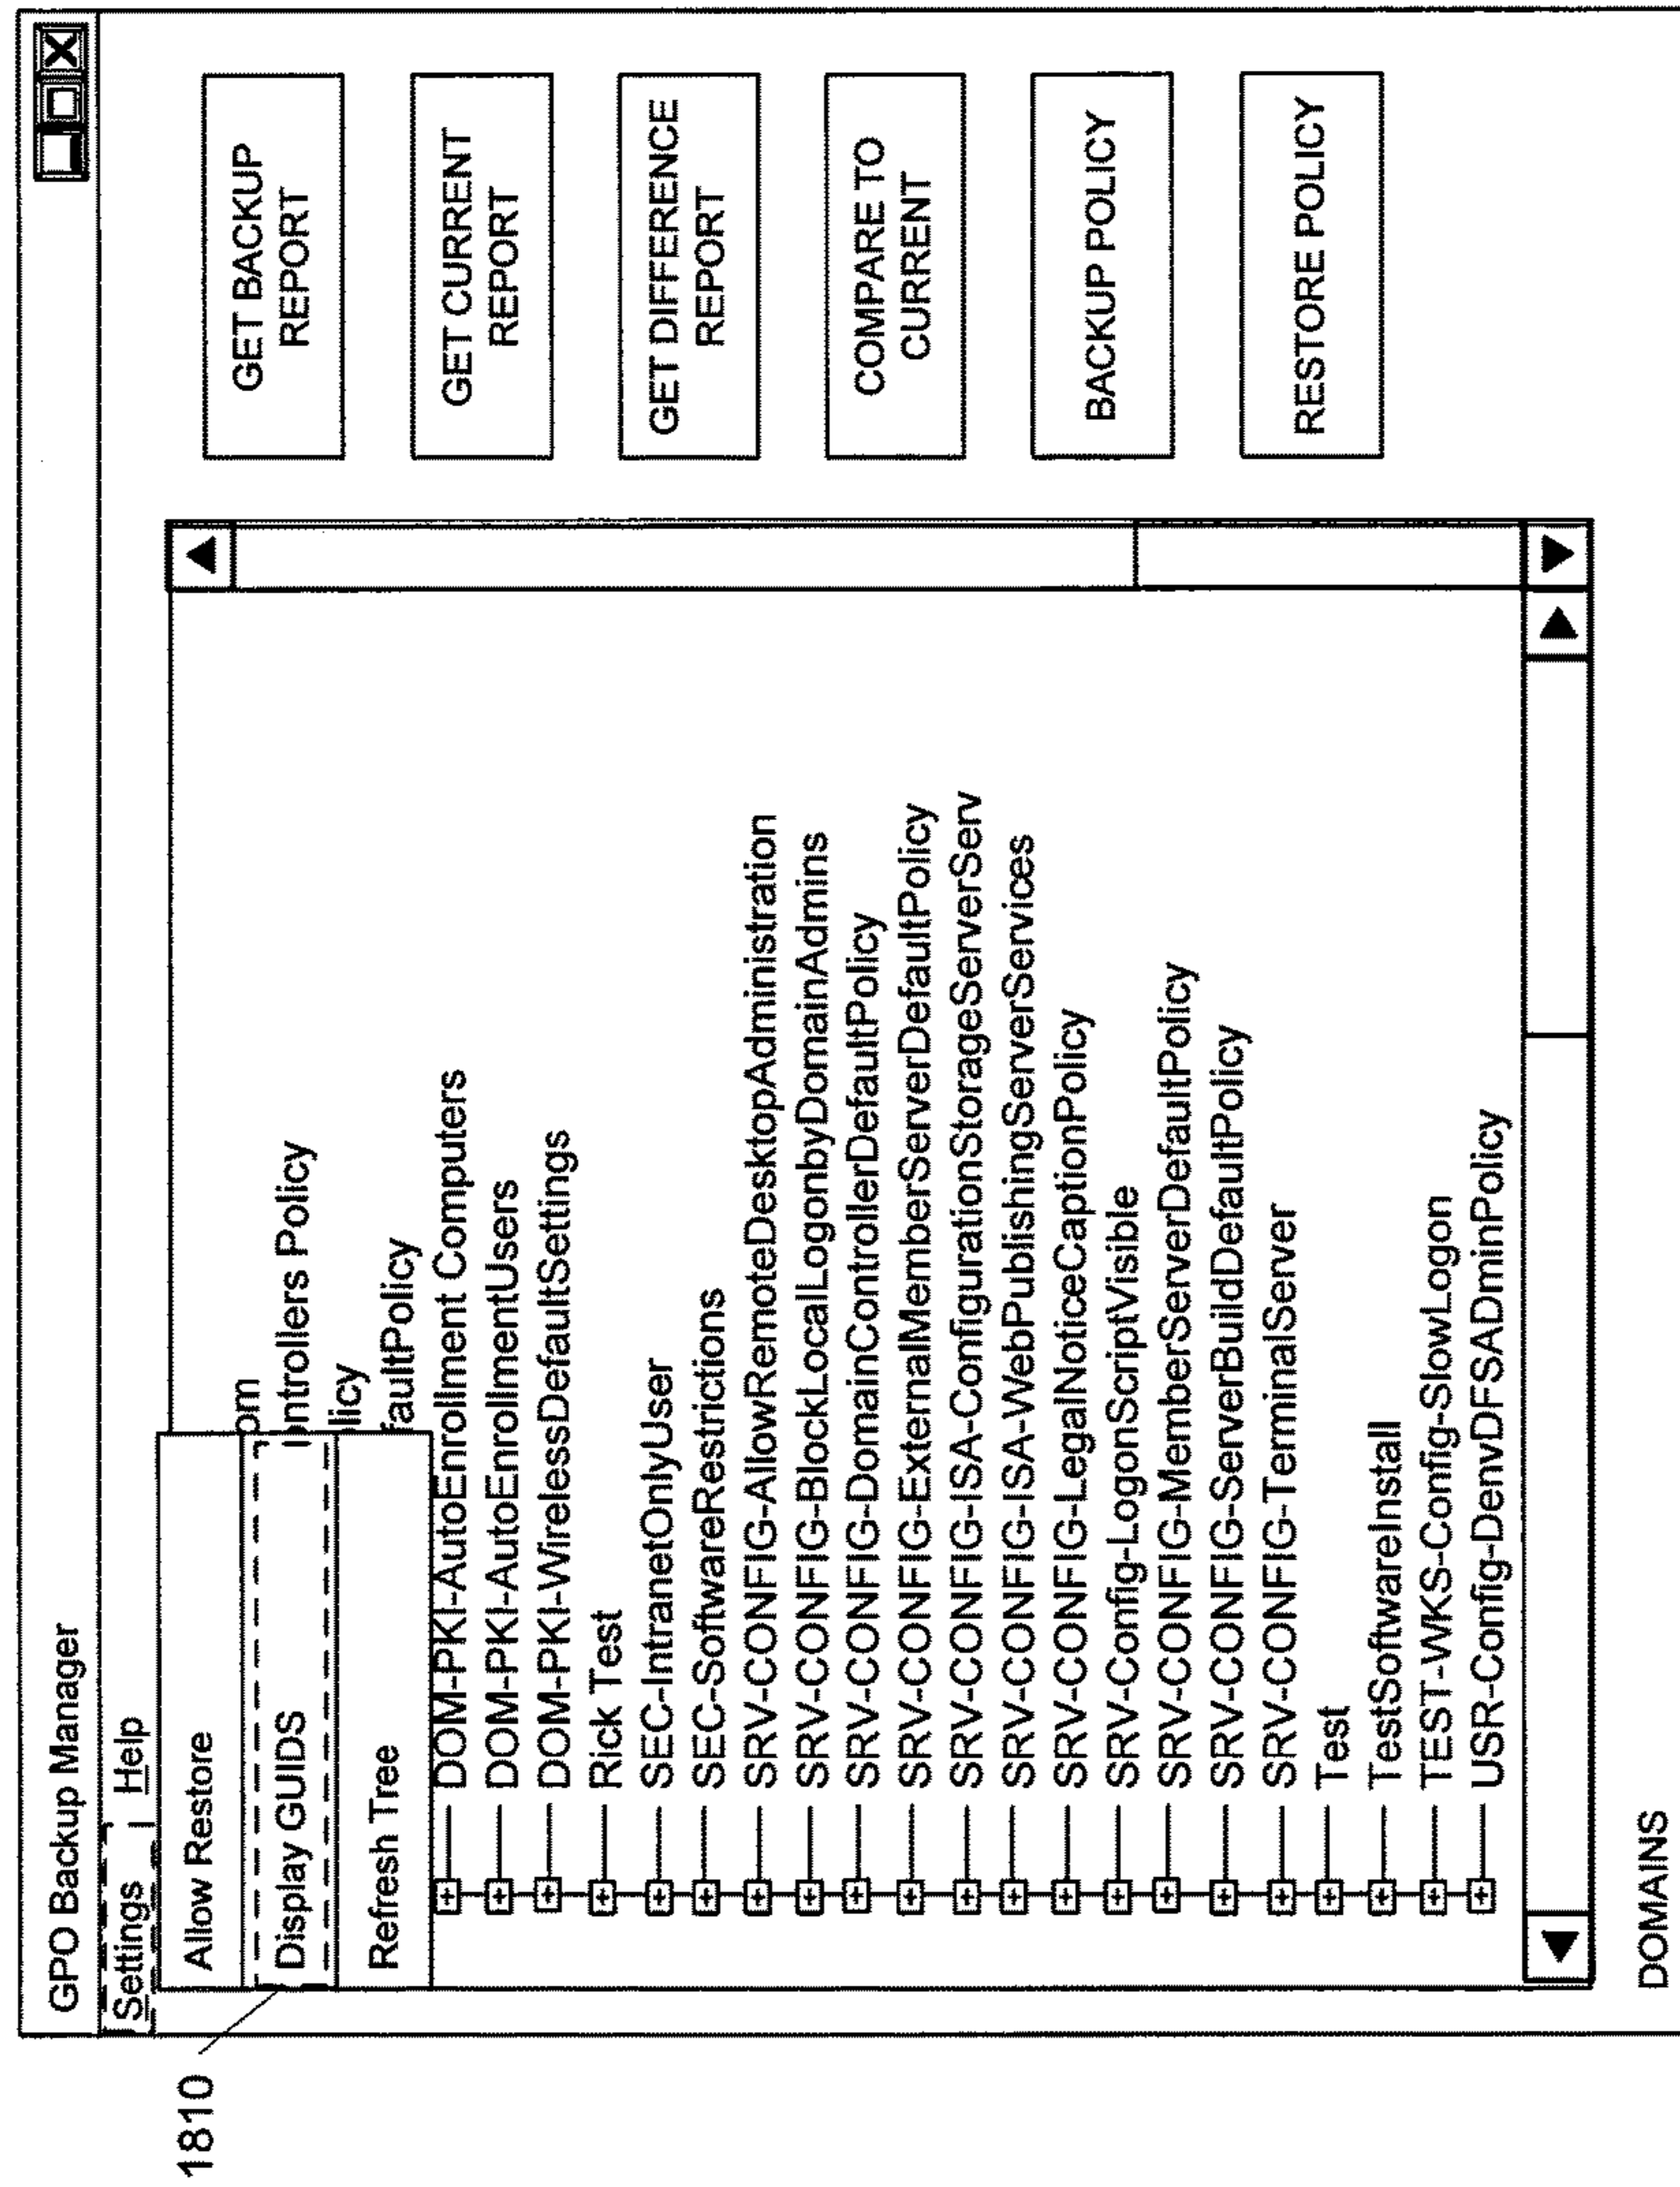 GPO Backup Manager
Settings | Help
1810
Allow Restore
Display GUIDS
Refresh Tree
om
ontrollers Policy
licy
faultPolicy
DOM-PKI-AutoEnrollment Computers
DOM-PKI-AutoEnrollmentUsers
DOM-PKI-WirelessDefaultSettings
Rick Test
SEC-IntranetOnlyUser
SEC-SoftwareRestrictions
SRV-CONFIG-AllowRemoteDesktopAdministration
SRV-CONFIG-BlockLocalLogonbyDomainAdmins
SRV-CONFIG-DomainControllerDefaultPolicy
SRV-CONFIG-ExternalMemberServerDefaultPolicy
SRV-CONFIG-ISA-ConfigurationStorageServerServ
SRV-CONFIG-ISA-WebPublishingServerServices
SRV-CONFIG-LegalNoticeCaptionPolicy
SRV-Config-LogonScriptVisible
SRV-CONFIG-MemberServerDefaultPolicy
SRV-CONFIG-ServerBuildDefaultPolicy
SRV-CONFIG-TerminalServer
Test
TestSoftwareInstall
TEST-WKS-Config-SlowLogon
USR-Config-DenvDFSADminPolicy
GET BACKUP
REPORT
GET CURRENT
REPORT
GET DIFFERENCE
REPORT
COMPARE TO
CURRENT
BACKUP POLICY
RESTORE POLICY
DOMAINS